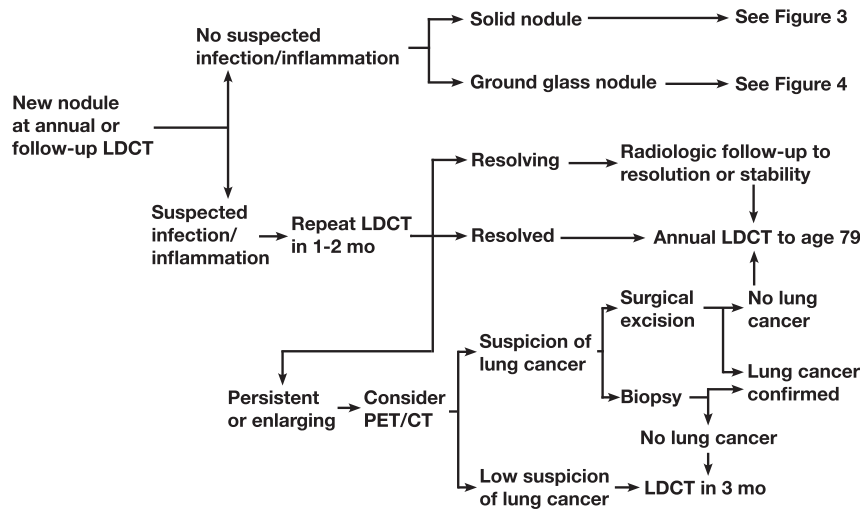 No suspected
infection/inflammation
Solid nodule
See Figure 3
Ground glass nodule
See Figure 4
New nodule
at annual or
follow-up LDCT
Suspected
infection/
inflammation
Repeat LDCT
in 1-2 mo
Resolving
Radiologic follow-up to
resolution or stability
Resolved
Annual LDCT to age 79
Persistent
or enlarging
Consider
PET/CT
Suspicion of
lung cancer
Surgical
excision
No lung
cancer
Lung cancer
confirmed
Biopsy
No lung cancer
Low suspicion
of lung cancer
LDCT in 3 mo